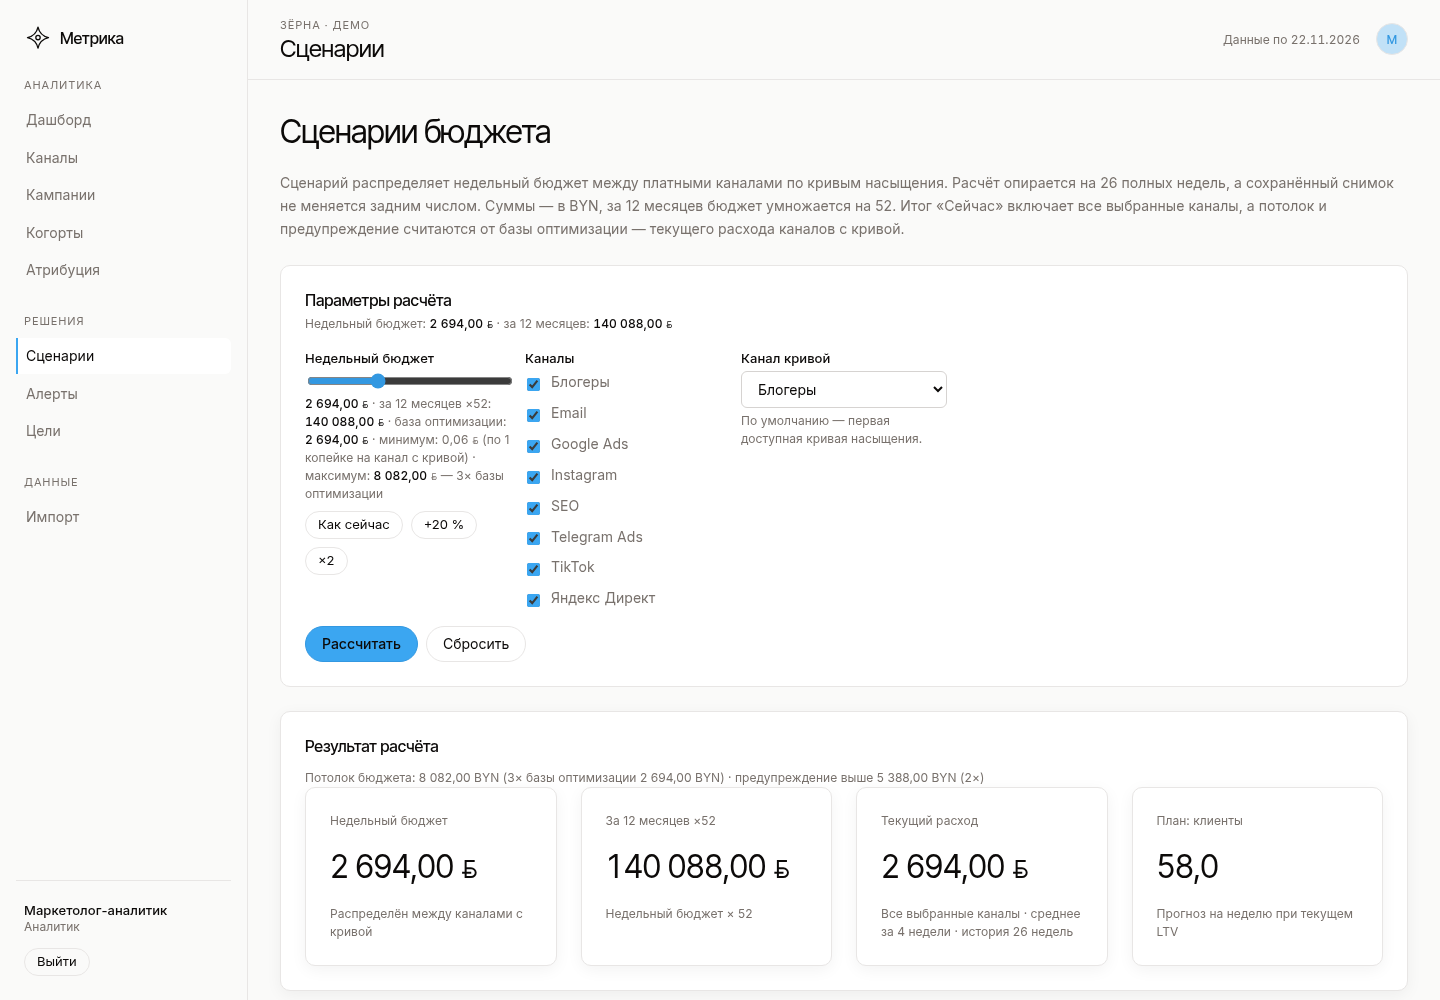 Метрика
АНАЛИТИКА
Дашборд
Каналы
Кампании
Когорты
Атрибуция
РЕШЕНИЯ
Сценарии
Алерты
Цели
ДАННЫЕ
Импорт
Маркетолог-аналитик
Аналитик
Выйти
ЗЁРНА · ДЕМО
Сценарии
Данные по 22.11.2026
М
Сценарии бюджета
Сценарий распределяет недельный бюджет между платными каналами по кривым насыщения. Расчёт опирается на 26 полных недель, а сохранённый снимок
не меняется задним числом. Суммы — в BYN, за 12 месяцев бюджет умножается на 52. Итог «Сейчас» включает все выбранные каналы, а потолок и
предупреждение считаются от базы оптимизации — текущего расхода каналов с кривой.
Параметры расчёта
Недельный бюджет: 2 694,00 Б · за 12 месяцев: 140 088,00 Б
Недельный бюджет
2 694,00 Б · за 12 месяцев ×52:
140 088,00 Б · база оптимизации:
2 694,00 Б · минимум: 0,06 Б (по 1
копейке на канал с кривой) ·
максимум: 8 082,00 Б — 3× базы
оптимизации
Как сейчас
+20 %
×2
Каналы
Блогеры
Email
Google Ads
Instagram
SEO
Telegram Ads
TikTok
Яндекс Директ
Канал кривой
Блогеры
По умолчанию — первая
доступная кривая насыщения.
Рассчитать
Сбросить
Результат расчёта
Потолок бюджета: 8 082,00 BYN (3× базы оптимизации 2 694,00 BYN) · предупреждение выше 5 388,00 BYN (2×)
Недельный бюджет
2 694,00 Б
Распределён между каналами с
кривой
За 12 месяцев ×52
140 088,00 Б
Недельный бюджет × 52
Текущий расход
2 694,00 Б
Все выбранные каналы · среднее
за 4 недели · история 26 недель
План: клиенты
58,0
Прогноз на неделю при текущем
LTV